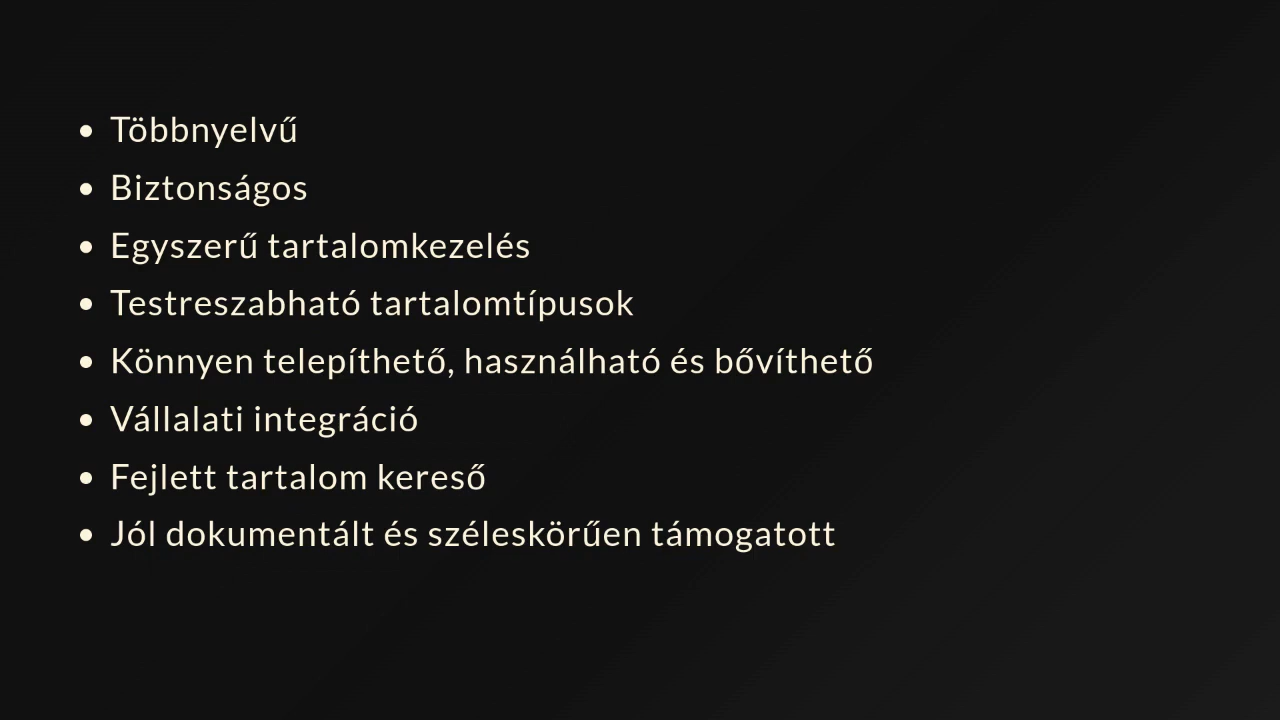 • Többnyelvű
• Biztonságos
• Egyszerű tartalomkezelés
• Testreszabható tartalomtípusok
• Könnyen telepíthető, használható és bővíthető
• Vállalati integráció
• Fejlett tartalom kereső
• Jól dokumentált és széleskörűen támogatott